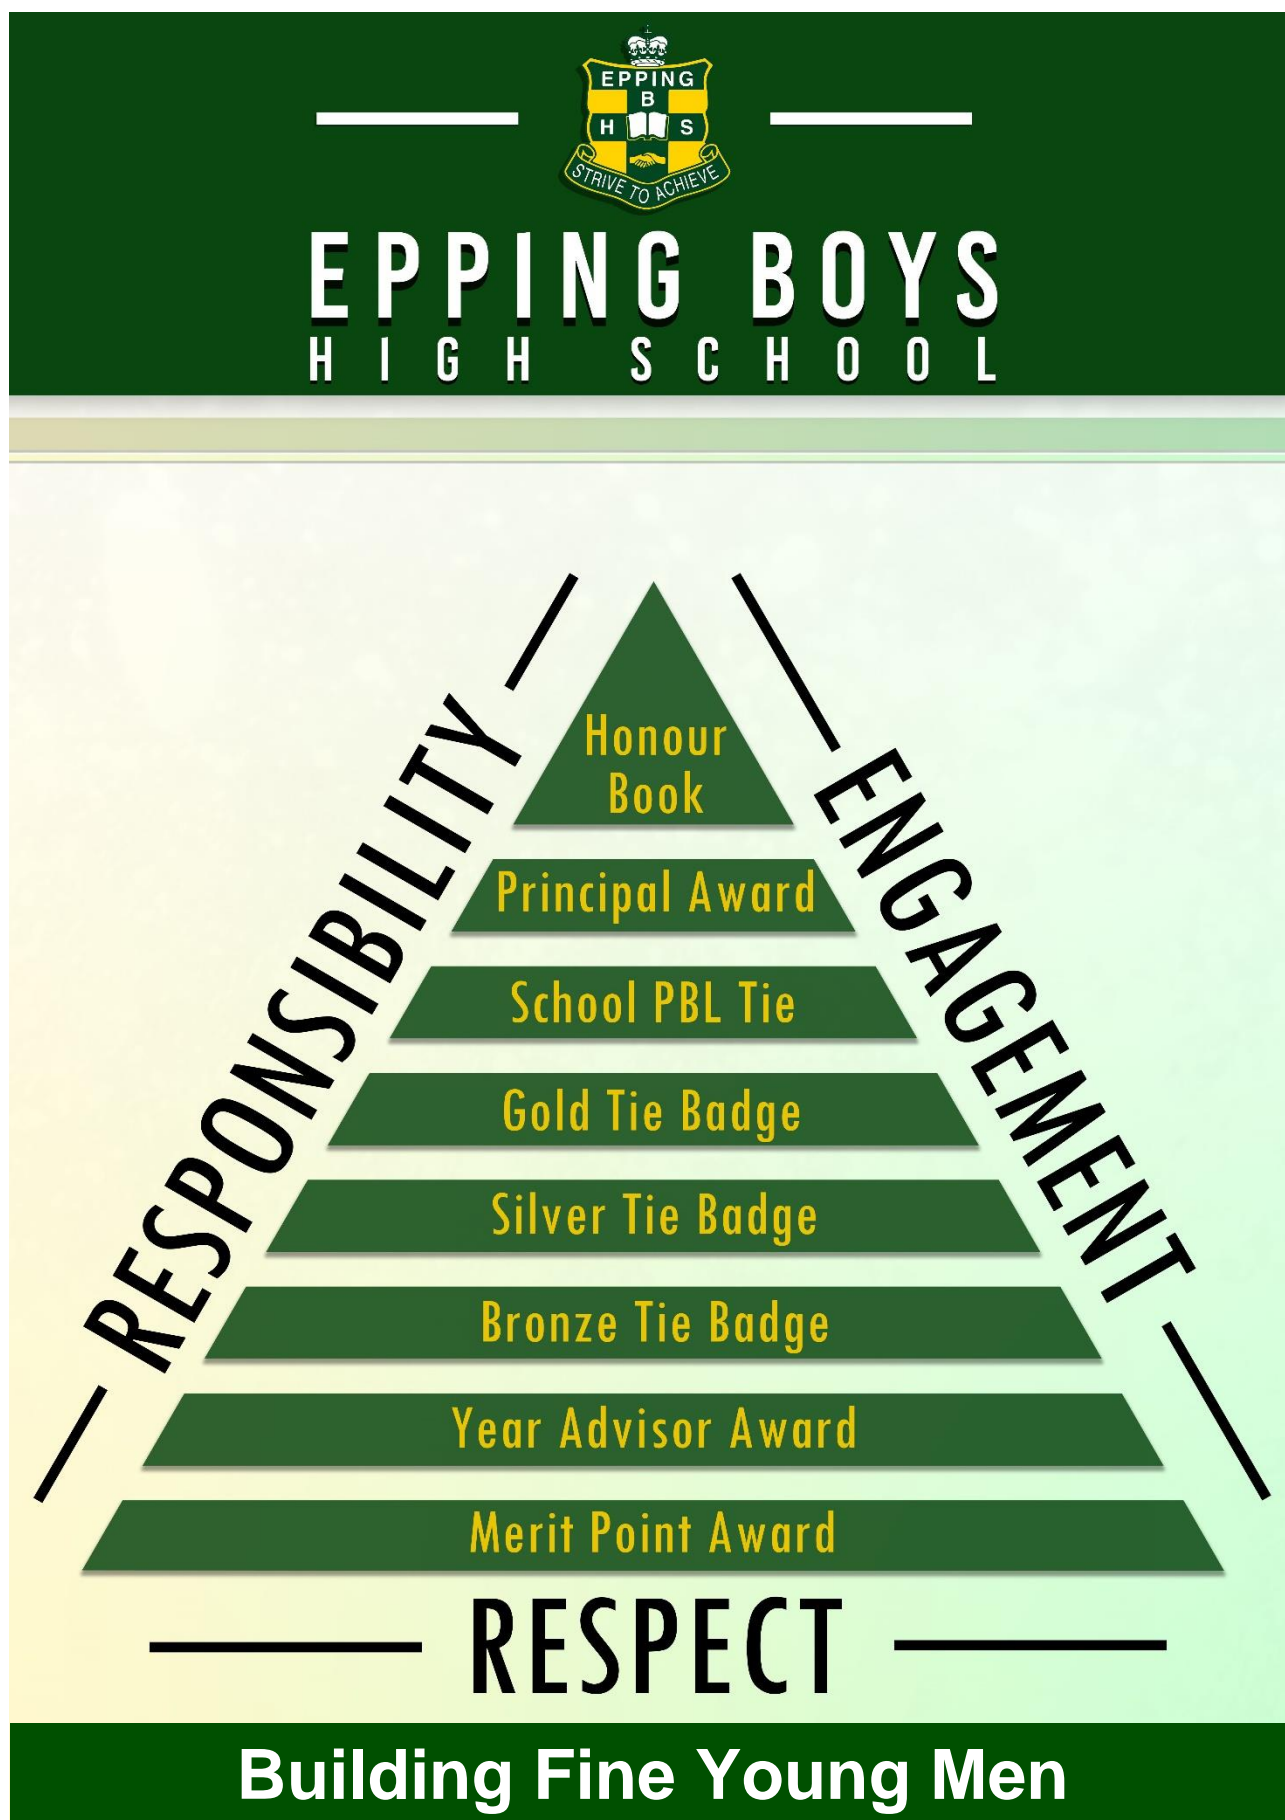 EPPING
B
H S
STRIVE TO ACHIEVE
EPPING BOYS
HIGH SCHOOL
RESPONSIBILITY
ENGAGEMENT
Honour
Book
Principal Award
School PBL Tie
Gold Tie Badge
Silver Tie Badge
Bronze Tie Badge
Year Advisor Award
Merit Point Award
RESPECT
Building Fine Young Men